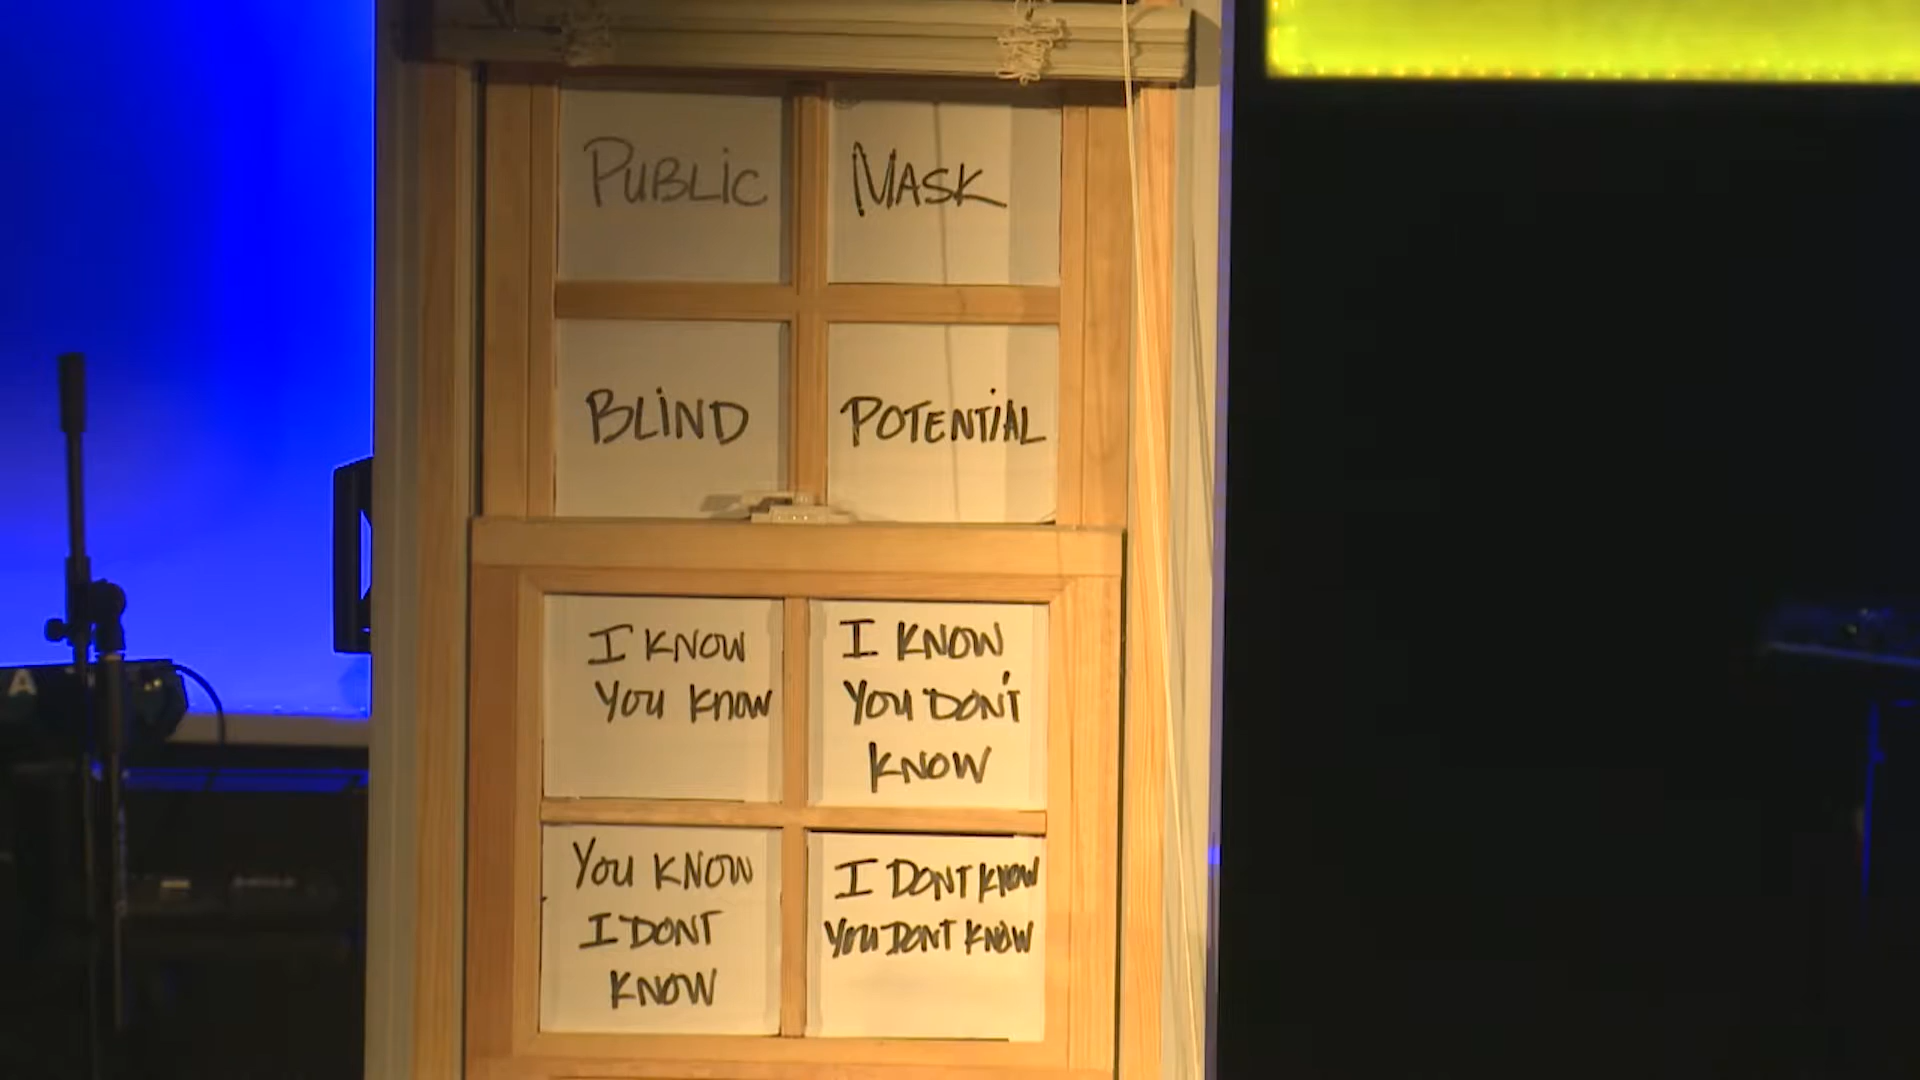 PUBLIC
MASK
BLIND
POTENTIAL
I KNOW
YOU KNOW
I KNOW
YOU DON'T
KNOW
YOU KNOW
I DONT
KNOW
I DONT KNOW
YOU DONT KNOW
A